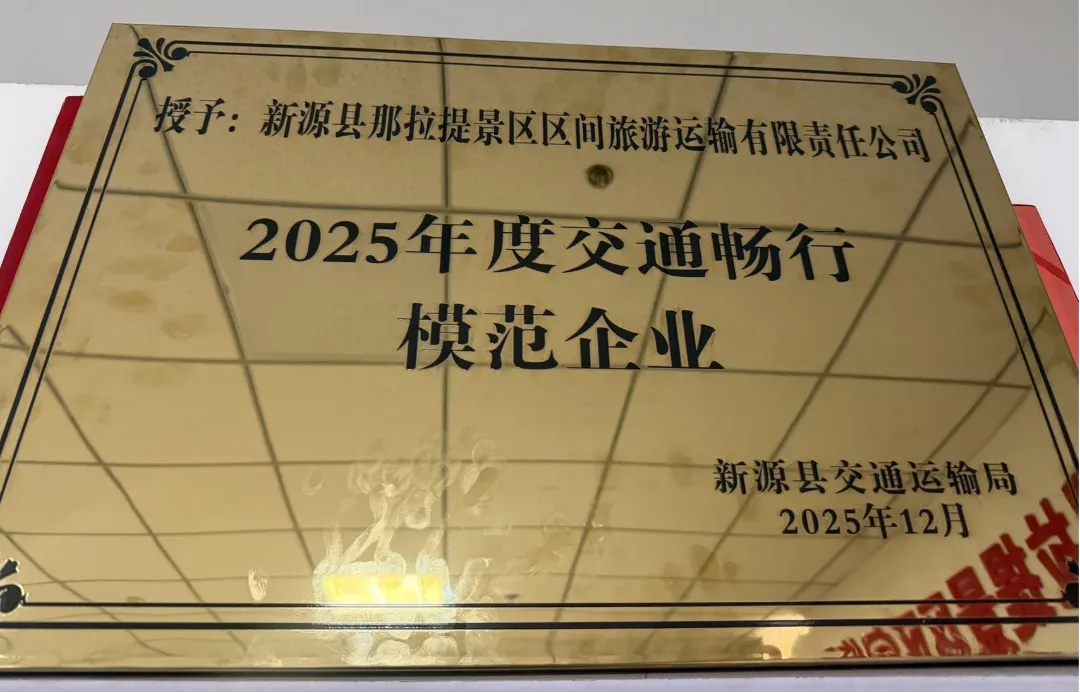 授予：新源县那拉提景区区间旅游运输有限责任公司
2025年度交通畅行
模范企业
新源县交通运输局
2025年12月